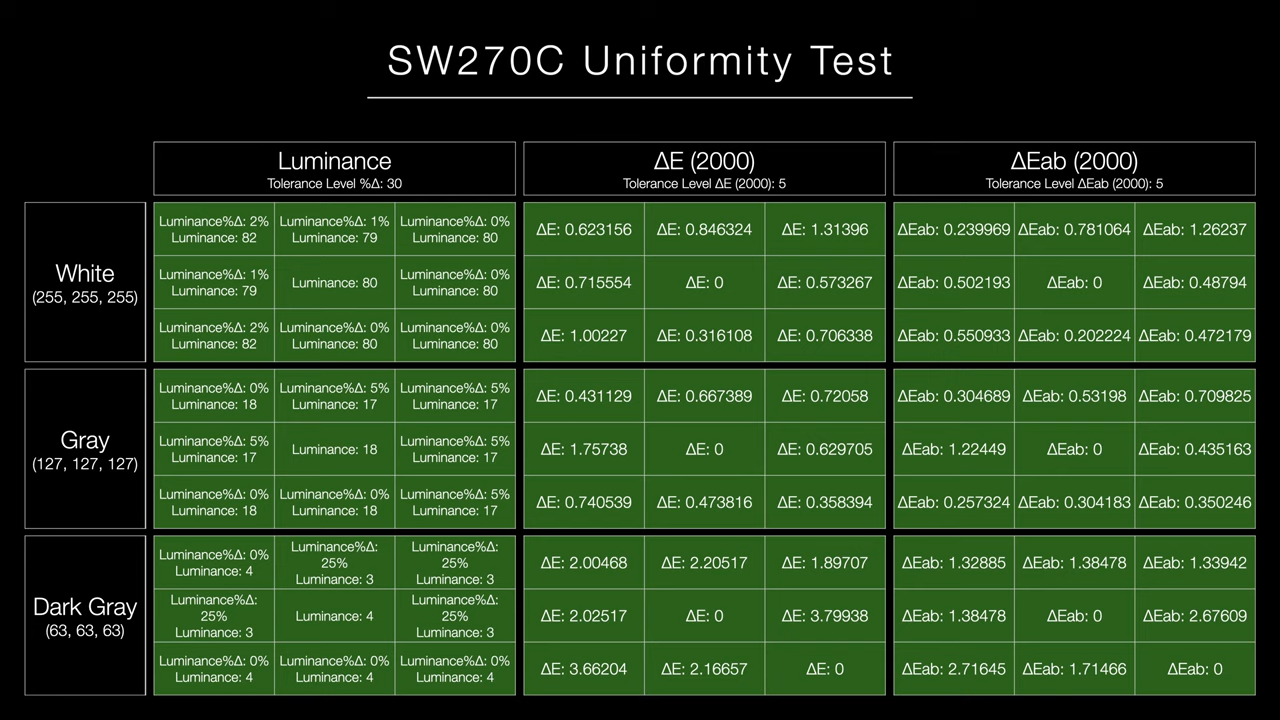 SW270C Uniformity Test
Luminance
Tolerance Level %Δ: 30
ΔE (2000)
Tolerance Level ΔE (2000): 5
ΔEab (2000)
Tolerance Level ΔEab (2000): 5
White
(255, 255, 255)
Luminance%Δ: 2%
Luminance: 82
Luminance%Δ: 1%
Luminance: 79
Luminance%Δ: 0%
Luminance: 80
ΔE: 0.623156
ΔE: 0.846324
ΔE: 1.31396
ΔEab: 0.239969
ΔEab: 0.781064
ΔEab: 1.26237
Luminance%Δ: 1%
Luminance: 79
Luminance: 80
Luminance%Δ: 0%
Luminance: 80
ΔE: 0.715554
ΔE: 0
ΔE: 0.573267
ΔEab: 0.502193
ΔEab: 0
ΔEab: 0.48794
Luminance%Δ: 2%
Luminance: 82
Luminance%Δ: 0%
Luminance: 80
Luminance%Δ: 0%
Luminance: 80
ΔE: 1.00227
ΔE: 0.316108
ΔE: 0.706338
ΔEab: 0.550933
ΔEab: 0.202224
ΔEab: 0.472179
Gray
(127, 127, 127)
Luminance%Δ: 0%
Luminance: 18
Luminance%Δ: 5%
Luminance: 17
Luminance%Δ: 5%
Luminance: 17
ΔE: 0.431129
ΔE: 0.667389
ΔE: 0.72058
ΔEab: 0.304689
ΔEab: 0.53198
ΔEab: 0.709825
Luminance%Δ: 5%
Luminance: 17
Luminance: 18
Luminance%Δ: 5%
Luminance: 17
ΔE: 1.75738
ΔE: 0
ΔE: 0.629705
ΔEab: 1.22449
ΔEab: 0
ΔEab: 0.435163
Luminance%Δ: 0%
Luminance: 18
Luminance%Δ: 0%
Luminance: 18
Luminance%Δ: 5%
Luminance: 17
ΔE: 0.740539
ΔE: 0.473816
ΔE: 0.358394
ΔEab: 0.257324
ΔEab: 0.304183
ΔEab: 0.350246
Dark Gray
(63, 63, 63)
Luminance%Δ: 0%
Luminance: 4
Luminance%Δ:
25%
Luminance: 3
Luminance%Δ:
25%
Luminance: 3
ΔE: 2.00468
ΔE: 2.20517
ΔE: 1.89707
ΔEab: 1.32885
ΔEab: 1.38478
ΔEab: 1.33942
Luminance%Δ:
25%
Luminance: 3
Luminance: 4
Luminance%Δ:
25%
Luminance: 3
ΔE: 2.02517
ΔE: 0
ΔE: 3.79938
ΔEab: 1.38478
ΔEab: 0
ΔEab: 2.67609
Luminance%Δ: 0%
Luminance: 4
Luminance%Δ: 0%
Luminance: 4
Luminance%Δ: 0%
Luminance: 4
ΔE: 3.66204
ΔE: 2.16657
ΔE: 0
ΔEab: 2.71645
ΔEab: 1.71466
ΔEab: 0